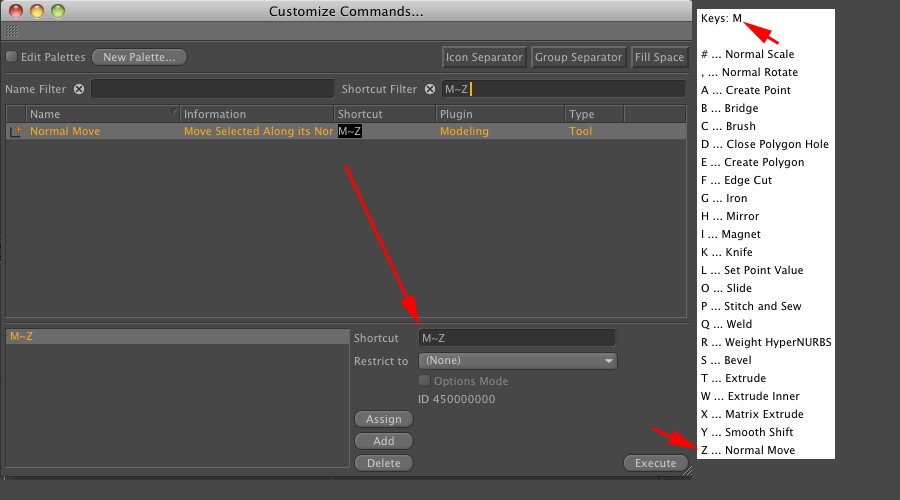 Customize Commands...
Edit Palettes New Palette... Icon Separator Group Separator Fill Space
Name Filter Shortcut Filter M~Z
Name Information Shortcut Plugin Type
Normal Move Move Selected Along its Nor M~Z Modeling Tool
M~Z
Shortcut M~Z
Restrict to (None)
Options Mode
ID 450000000
Assign
Add
Delete Execute
Keys: M
# ... Normal Scale
, ... Normal Rotate
A ... Create Point
B ... Bridge
C ... Brush
D ... Close Polygon Hole
E ... Create Polygon
F ... Edge Cut
G ... Iron
H ... Mirror
I ... Magnet
K ... Knife
L ... Set Point Value
O ... Slide
P ... Stitch and Sew
Q ... Weld
R ... Weight HyperNURBS
S ... Bevel
T ... Extrude
W ... Extrude Inner
X ... Matrix Extrude
Y ... Smooth Shift
Z ... Normal Move